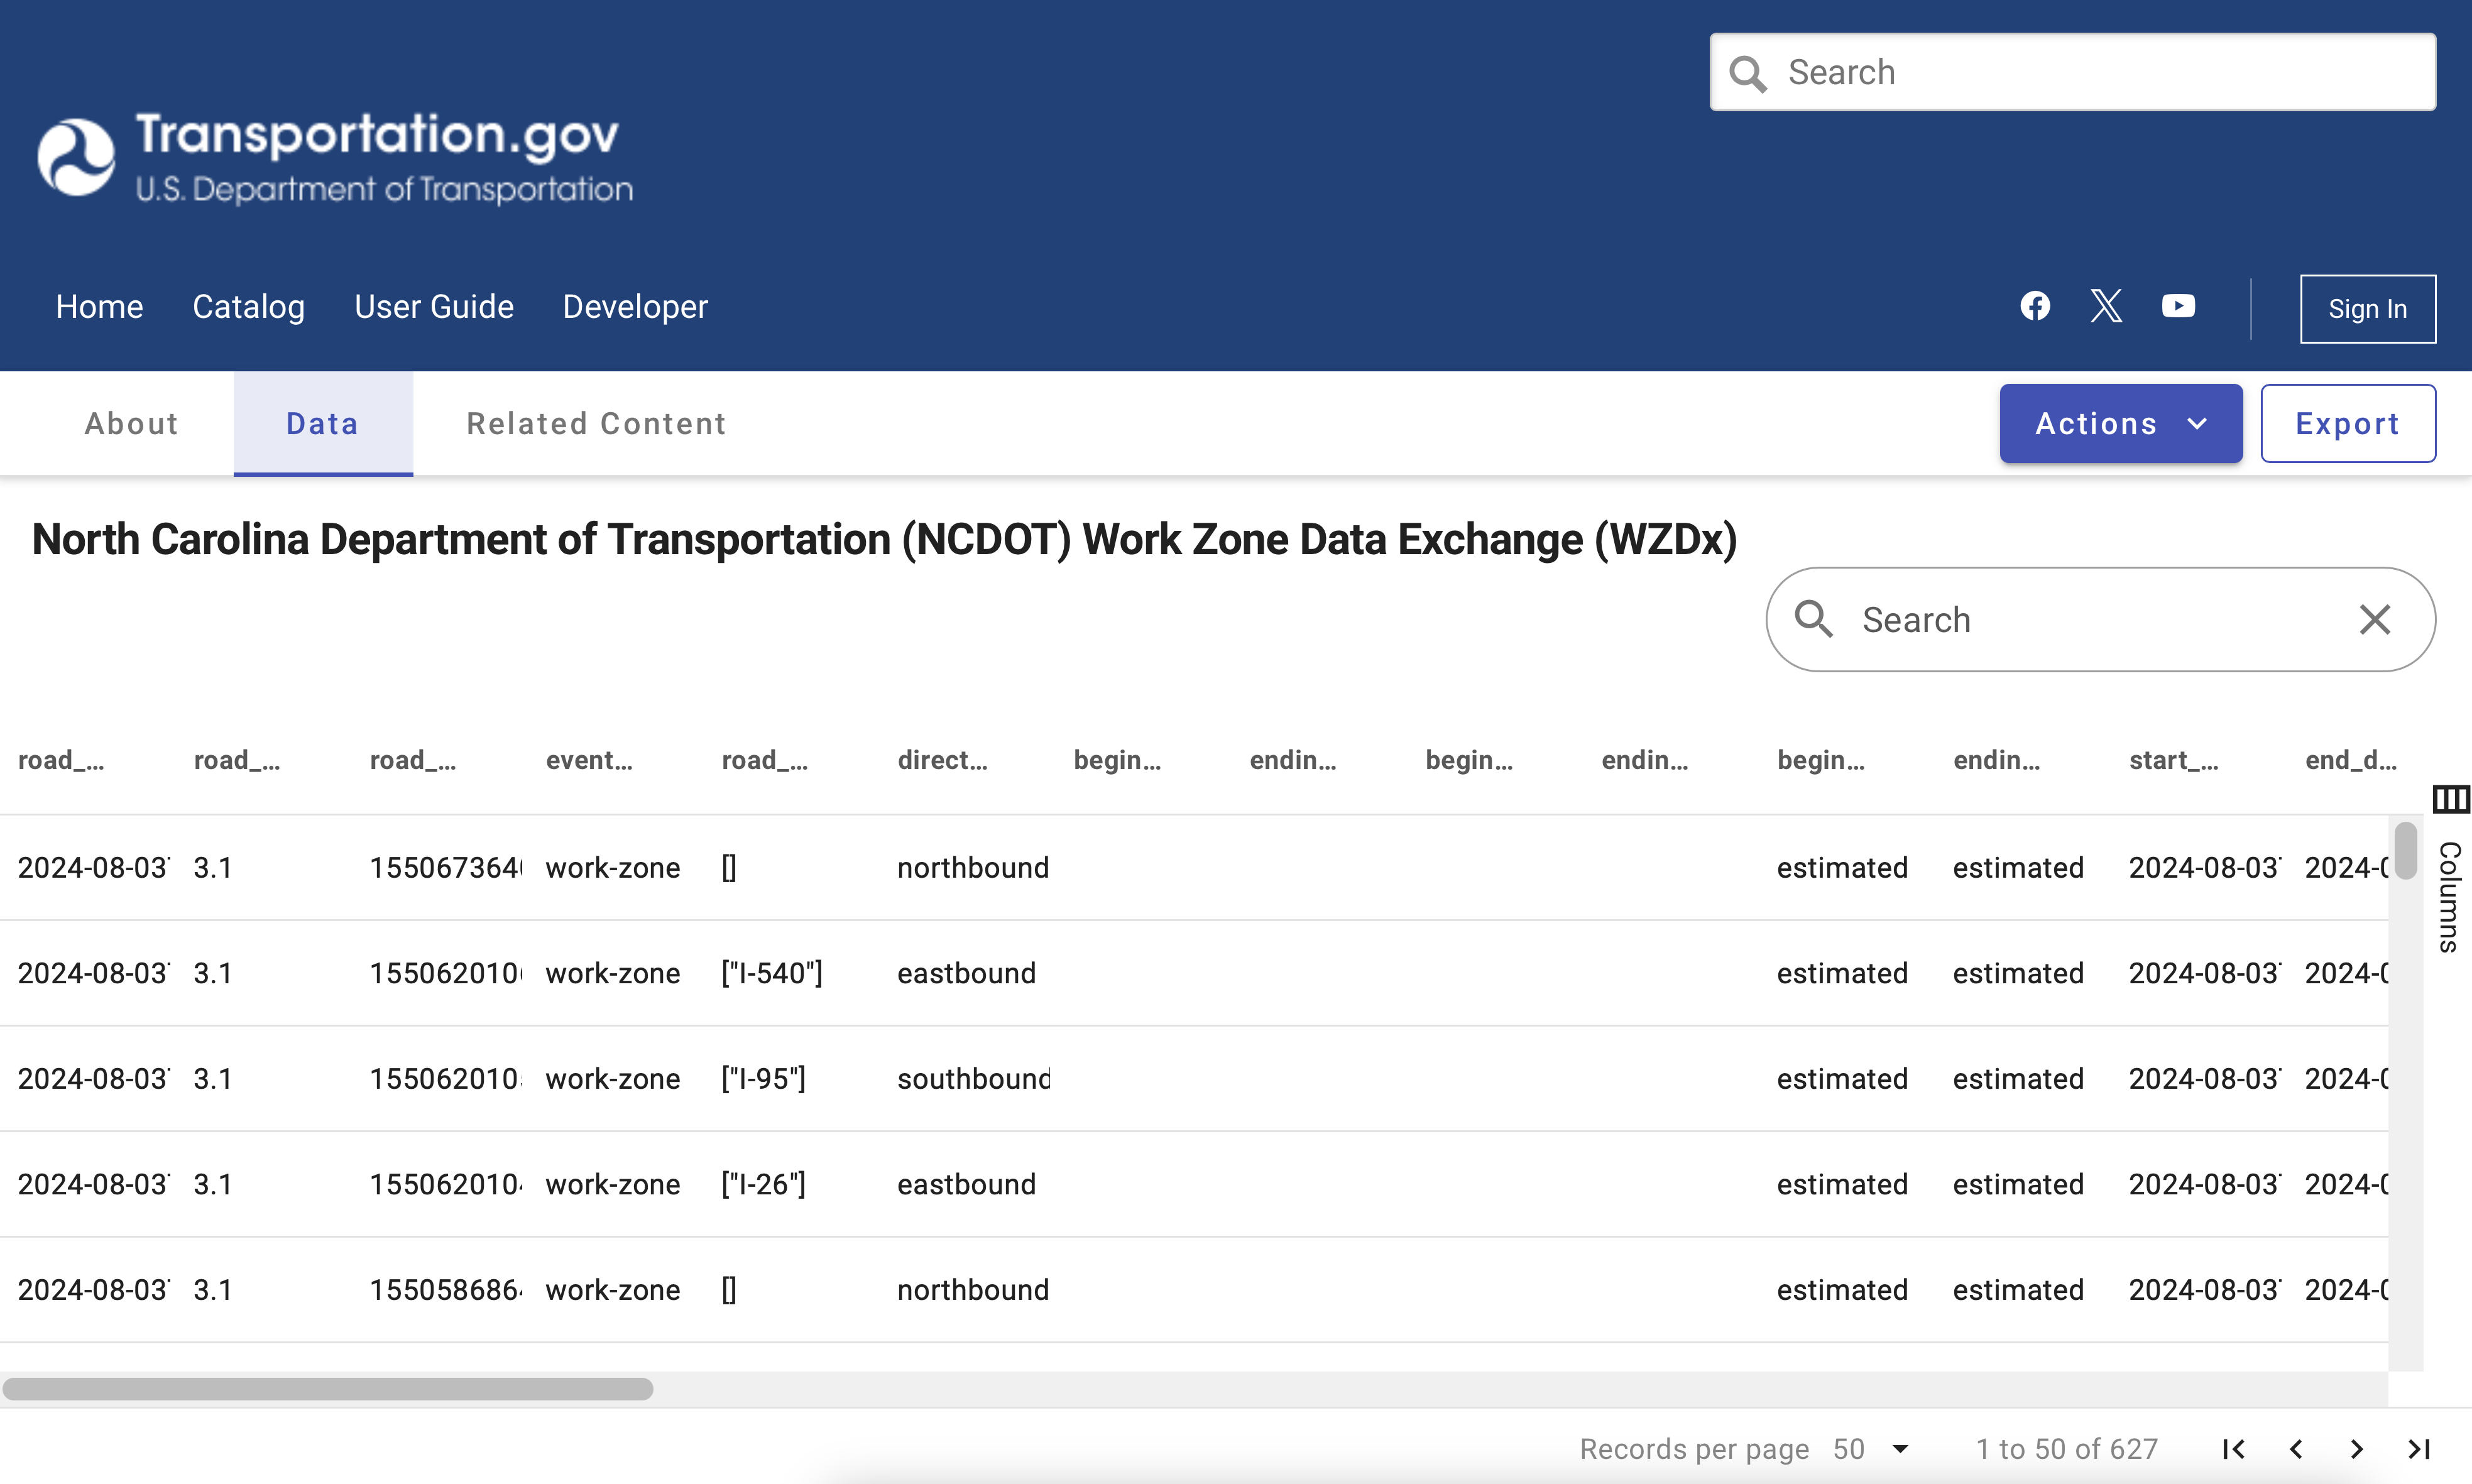 Search
Transportation.gov
U.S. Department of Transportation
Home Catalog User Guide Developer
Sign In
About Data Related Content Actions Export
North Carolina Department of Transportation (NCDOT) Work Zone Data Exchange (WZDx)
Search
road_... road_... road_... event... road_... direct... begin... endin... begin... endin... begin... endin... start_... end_d...
Columns
2024-08-03 3.1 155067364 work-zone [] northbound estimated estimated 2024-08-03 2024-0
2024-08-03 3.1 155062010 work-zone ["I-540"] eastbound estimated estimated 2024-08-03 2024-0
2024-08-03 3.1 155062010 work-zone ["I-95"] southbound estimated estimated 2024-08-03 2024-0
2024-08-03 3.1 155062010 work-zone ["I-26"] eastbound estimated estimated 2024-08-03 2024-0
2024-08-03 3.1 155058686 work-zone [] northbound estimated estimated 2024-08-03 2024-0
Records per page 50 1 to 50 of 627